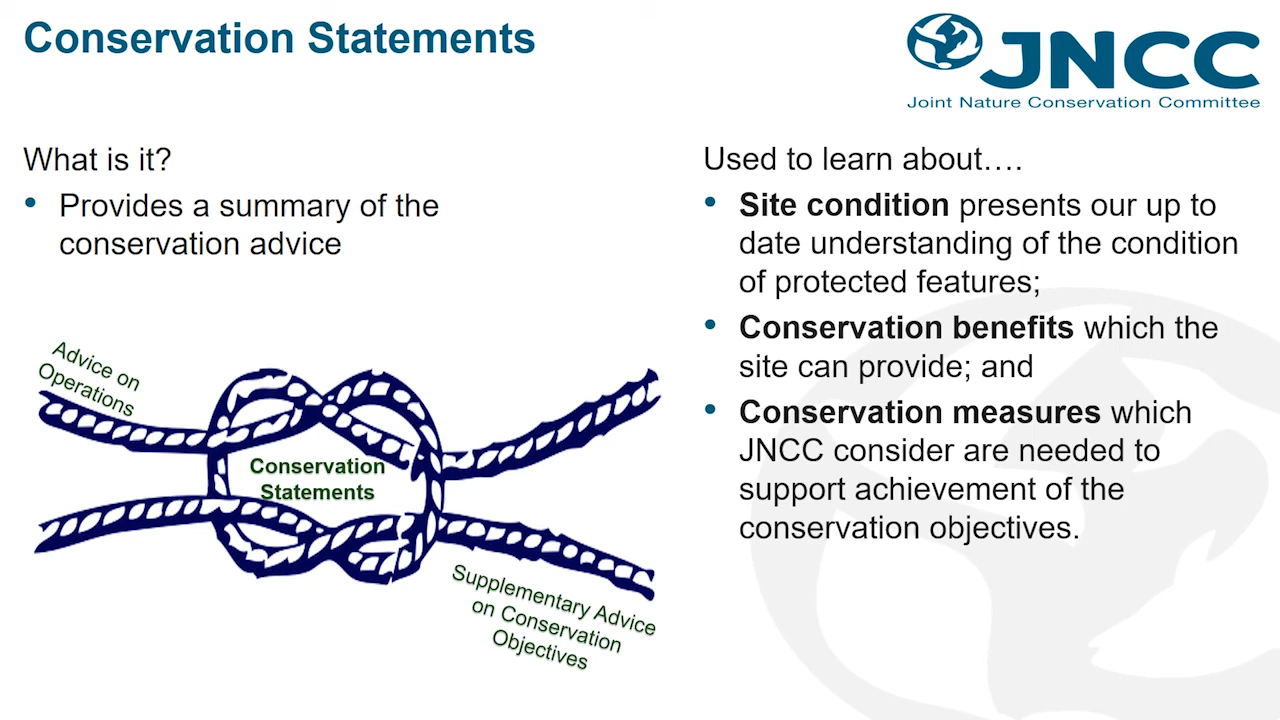 Conservation Statements
JNCC
Joint Nature Conservation Committee
What is it?
• Provides a summary of the
conservation advice
Advice on
Operations
Conservation
Statements
Supplementary Advice
on Conservation
Objectives
Used to learn about….
• Site condition presents our up to
date understanding of the condition
of protected features;
• Conservation benefits which the
site can provide; and
• Conservation measures which
JNCC consider are needed to
support achievement of the
conservation objectives.